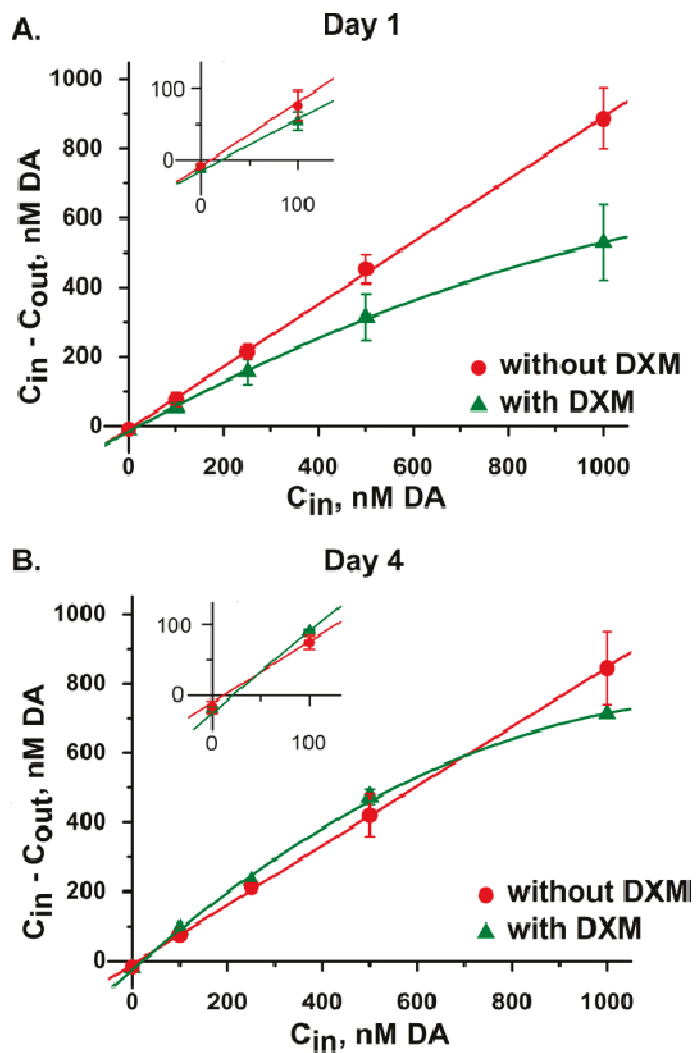 A.
Day 1
1000
800
600
400
200
0
Cin - Cout, nM DA
100
0
0
100
without DXM
with DXM
0 200 400 600 800 1000
Cin, nM DA
B.
Day 4
1000
800
600
400
200
0
Cin - Cout, nM DA
100
0
0
100
without DXM
with DXM
0 200 400 600 800 1000
Cin, nM DA